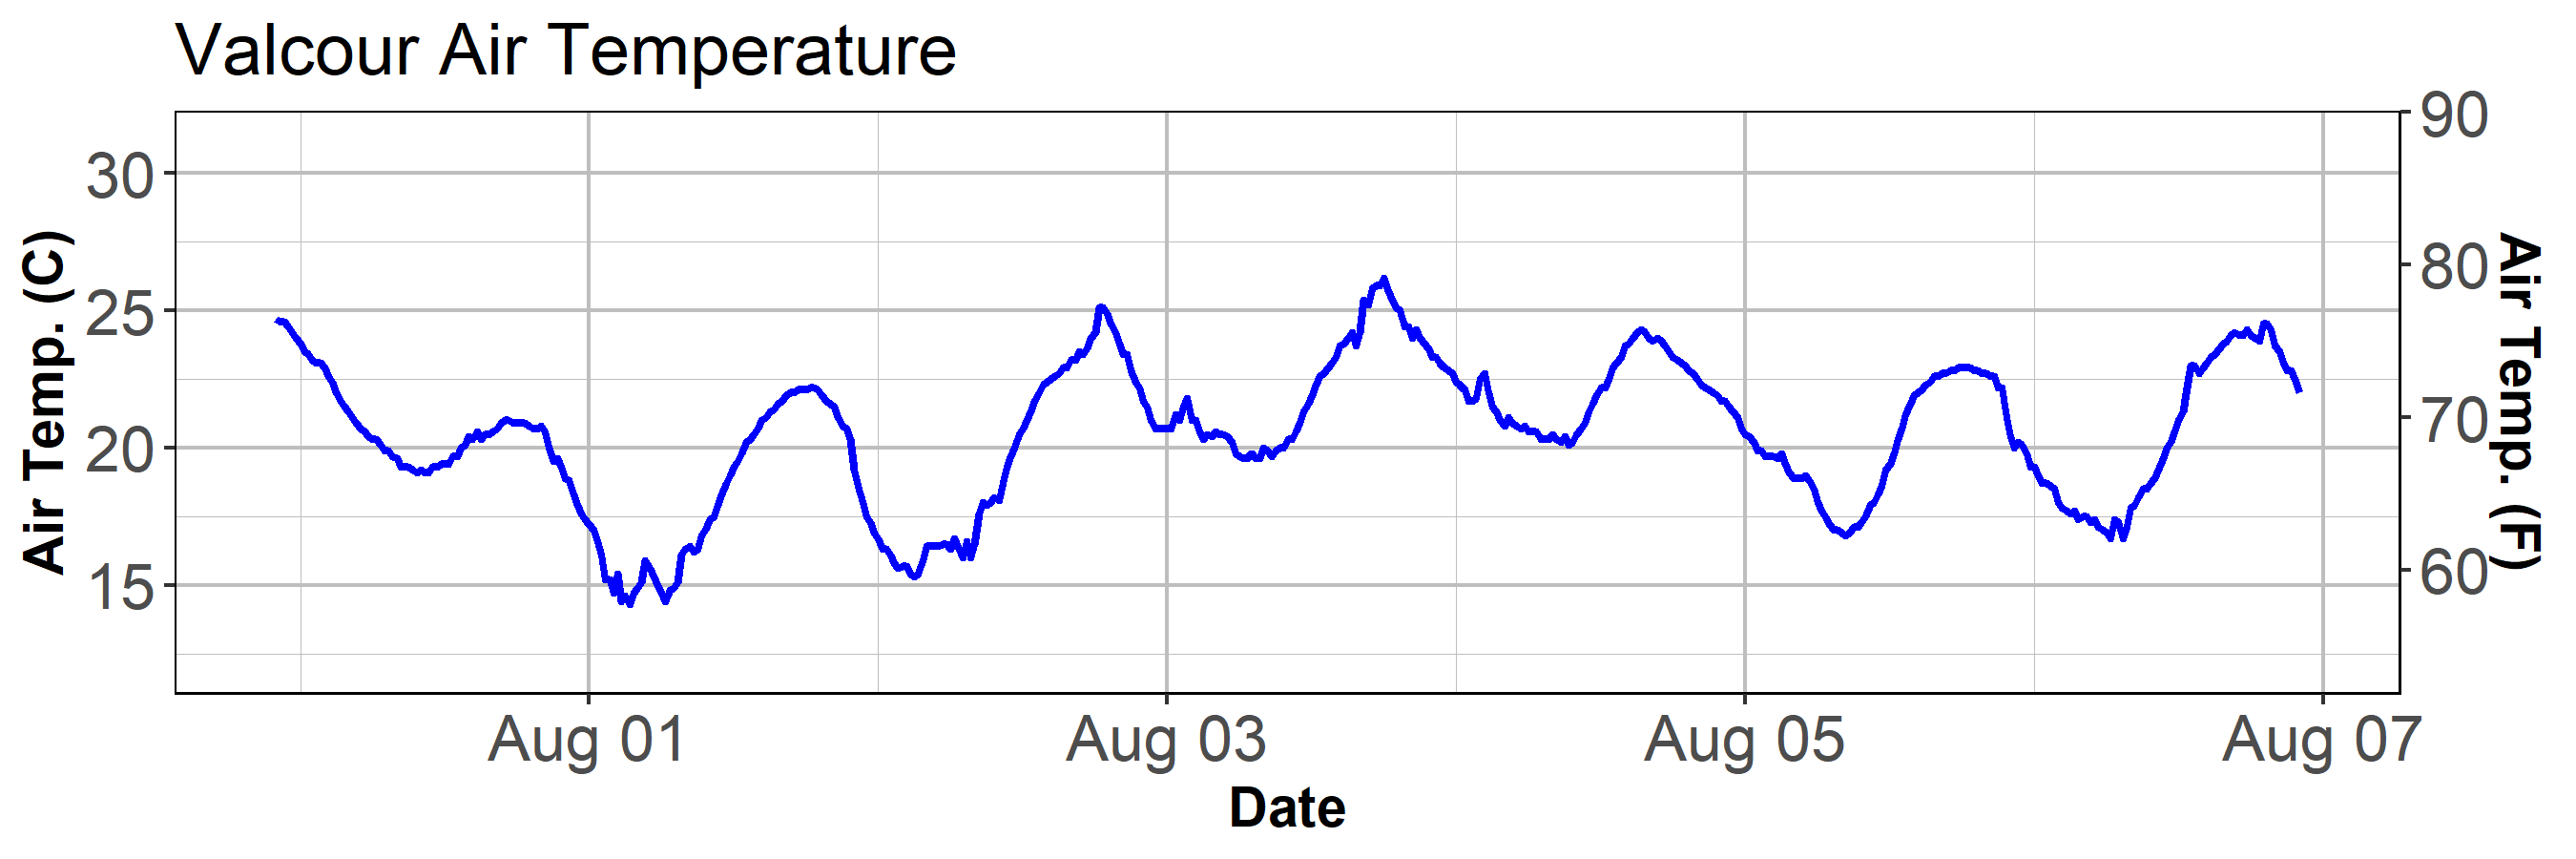 Valcour Air Temperature
Air Temp. (C)
30
25
20
15
90
80
70
60
Air Temp. (F)
Aug 01
Aug 03
Aug 05
Aug 07
Date